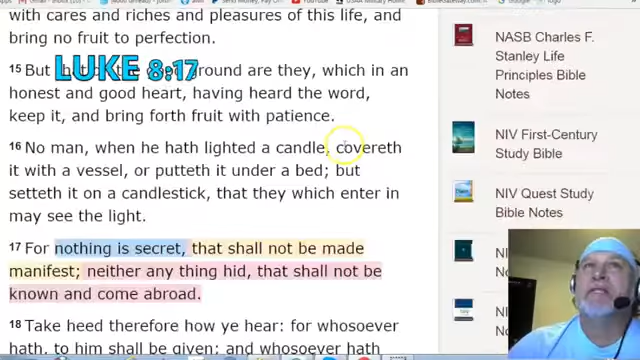 with cares and riches and pleasures of this life, and
bring no fruit to perfection.
LUKE 8:17
15 But ground are they, which in an
honest and good heart, having heard the word,
keep it, and bring forth fruit with patience.
16 No man, when he hath lighted a candle, covereth
it with a vessel, or putteth it under a bed; but
setteth it on a candlestick, that they which enter in
may see the light.
17 For nothing is secret, that shall not be made
manifest; neither any thing hid, that shall not be
known and come abroad.
18 Take heed therefore how ye hear: for whosoever
hath, to him shall be given; and whosoever hath
NASB Charles F.
Stanley Life
Principles Bible
Notes
NIV First-Century
Study Bible
NIV Quest Study
Bible Notes
NI
NI